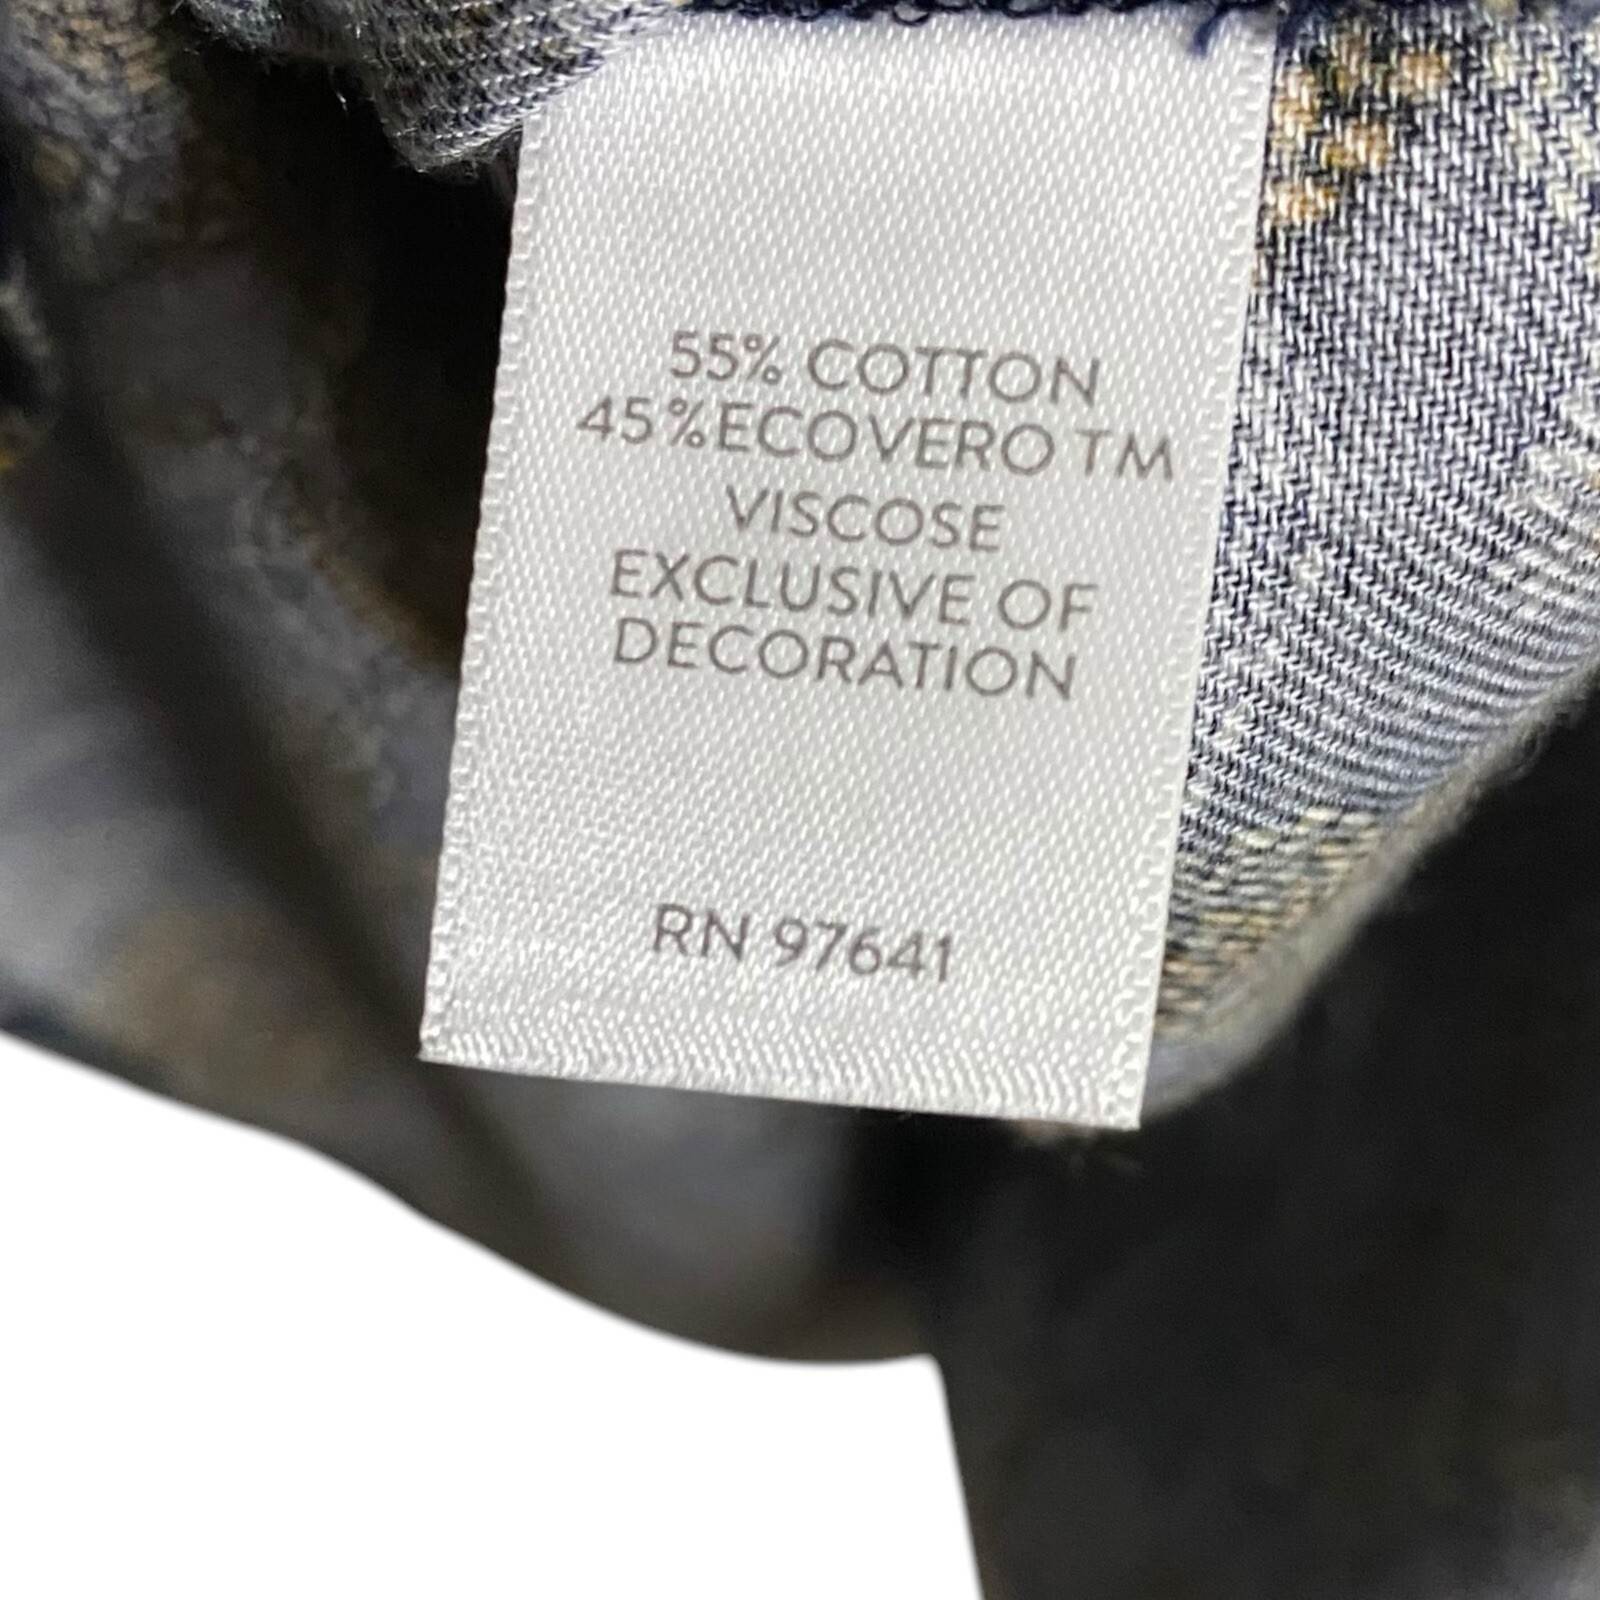 55% COTTON
45%ECOVERO TM
VISCOSE
EXCLUSIVE OF
DECORATION
RN 97641